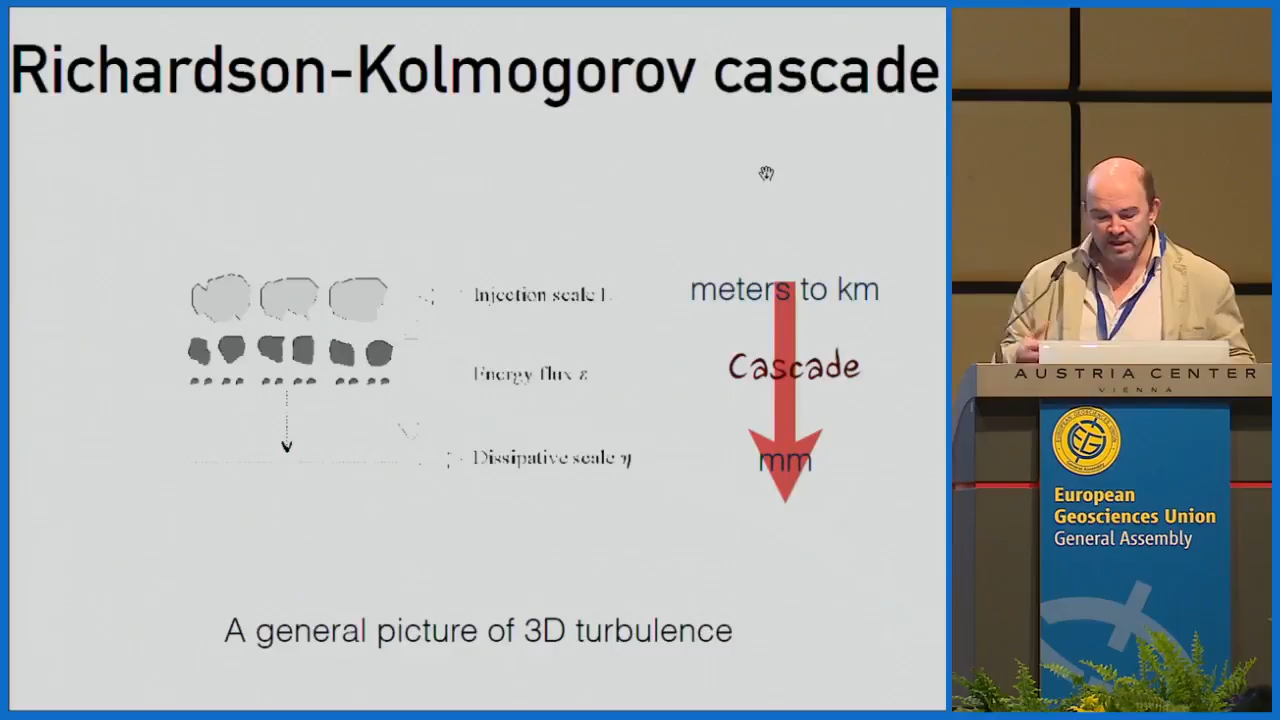 Richardson-Kolmogorov cascade
Injection scale l
meters to km
Energy flux ε
Cascade
Dissipative scale η
mm
A general picture of 3D turbulence
AUSTRIA CENTER
VIENNA
European
Geosciences Union
General Assembly